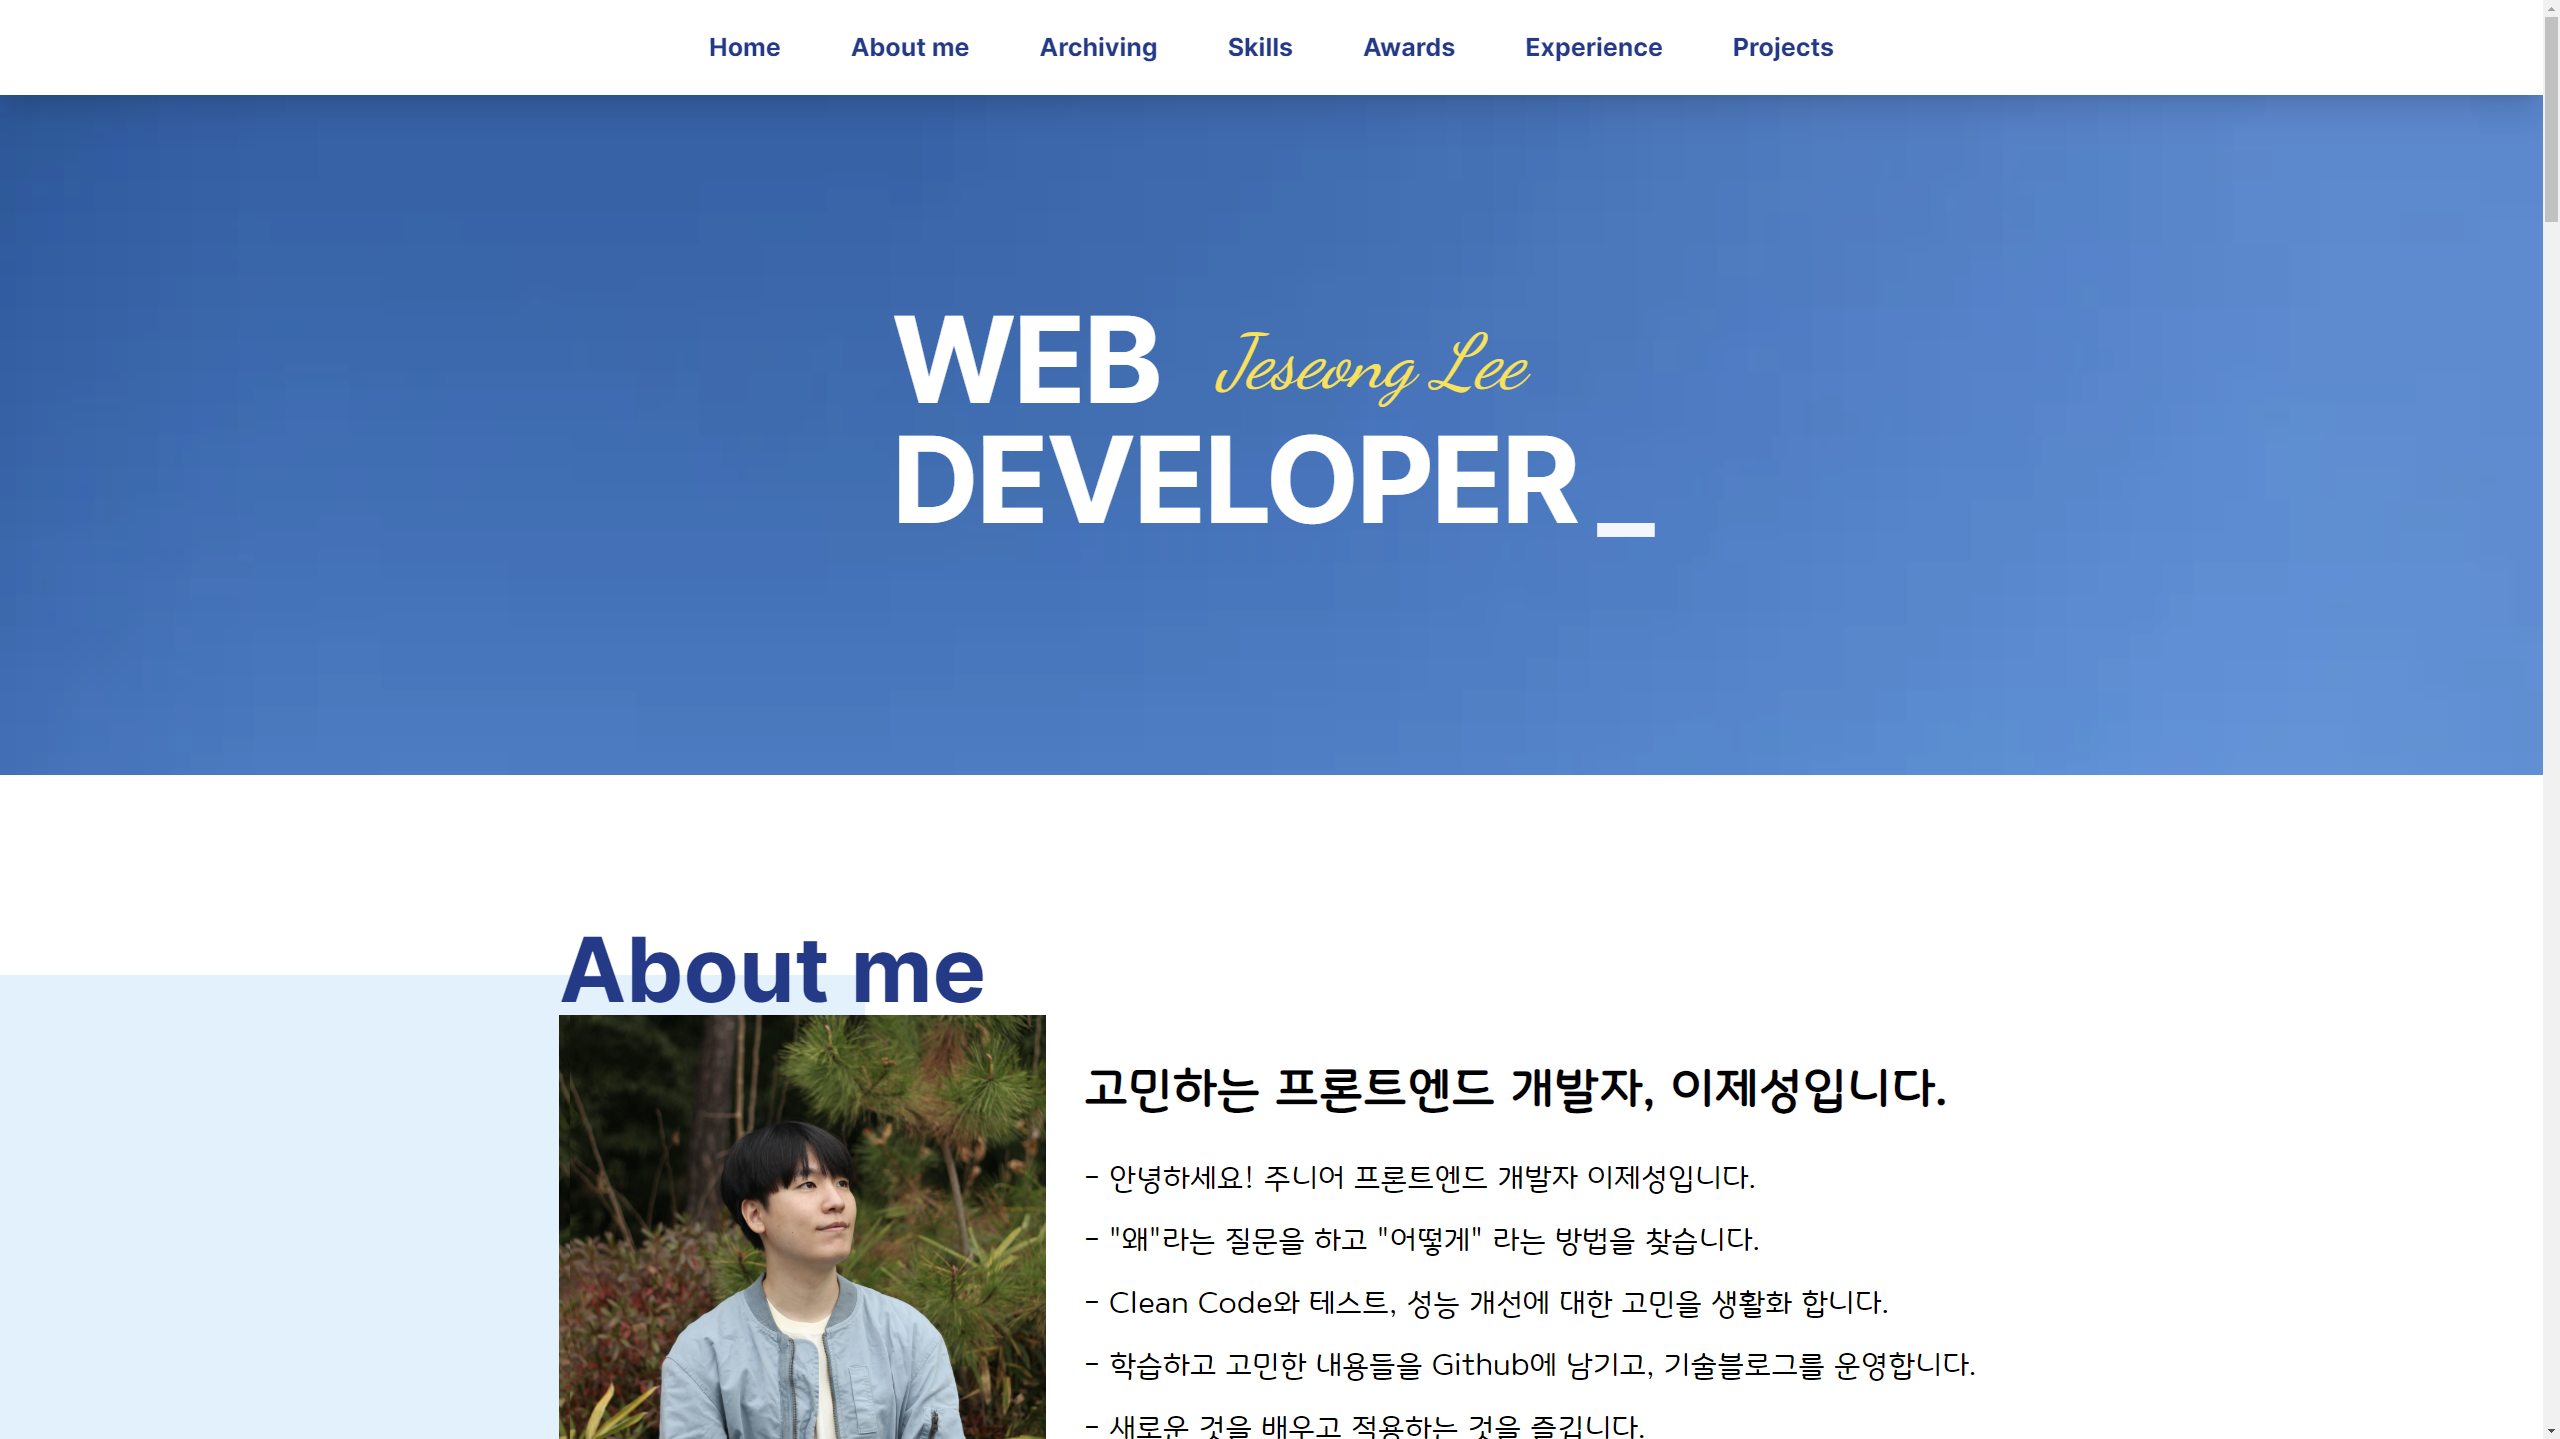 Home About me Archiving Skills Awards Experience Projects
WEB Jeseong Lee
DEVELOPER_
About me
고민하는 프론트엔드 개발자, 이제성입니다.
- 안녕하세요! 주니어 프론트엔드 개발자 이제성입니다.
- "왜"라는 질문을 하고 "어떻게" 라는 방법을 찾습니다.
- Clean Code와 테스트, 성능 개선에 대한 고민을 생활화 합니다.
- 학습하고 고민한 내용들을 Github에 남기고, 기술블로그를 운영합니다.
- 새로운 것을 배우고 적용하는 것을 즐깁니다.